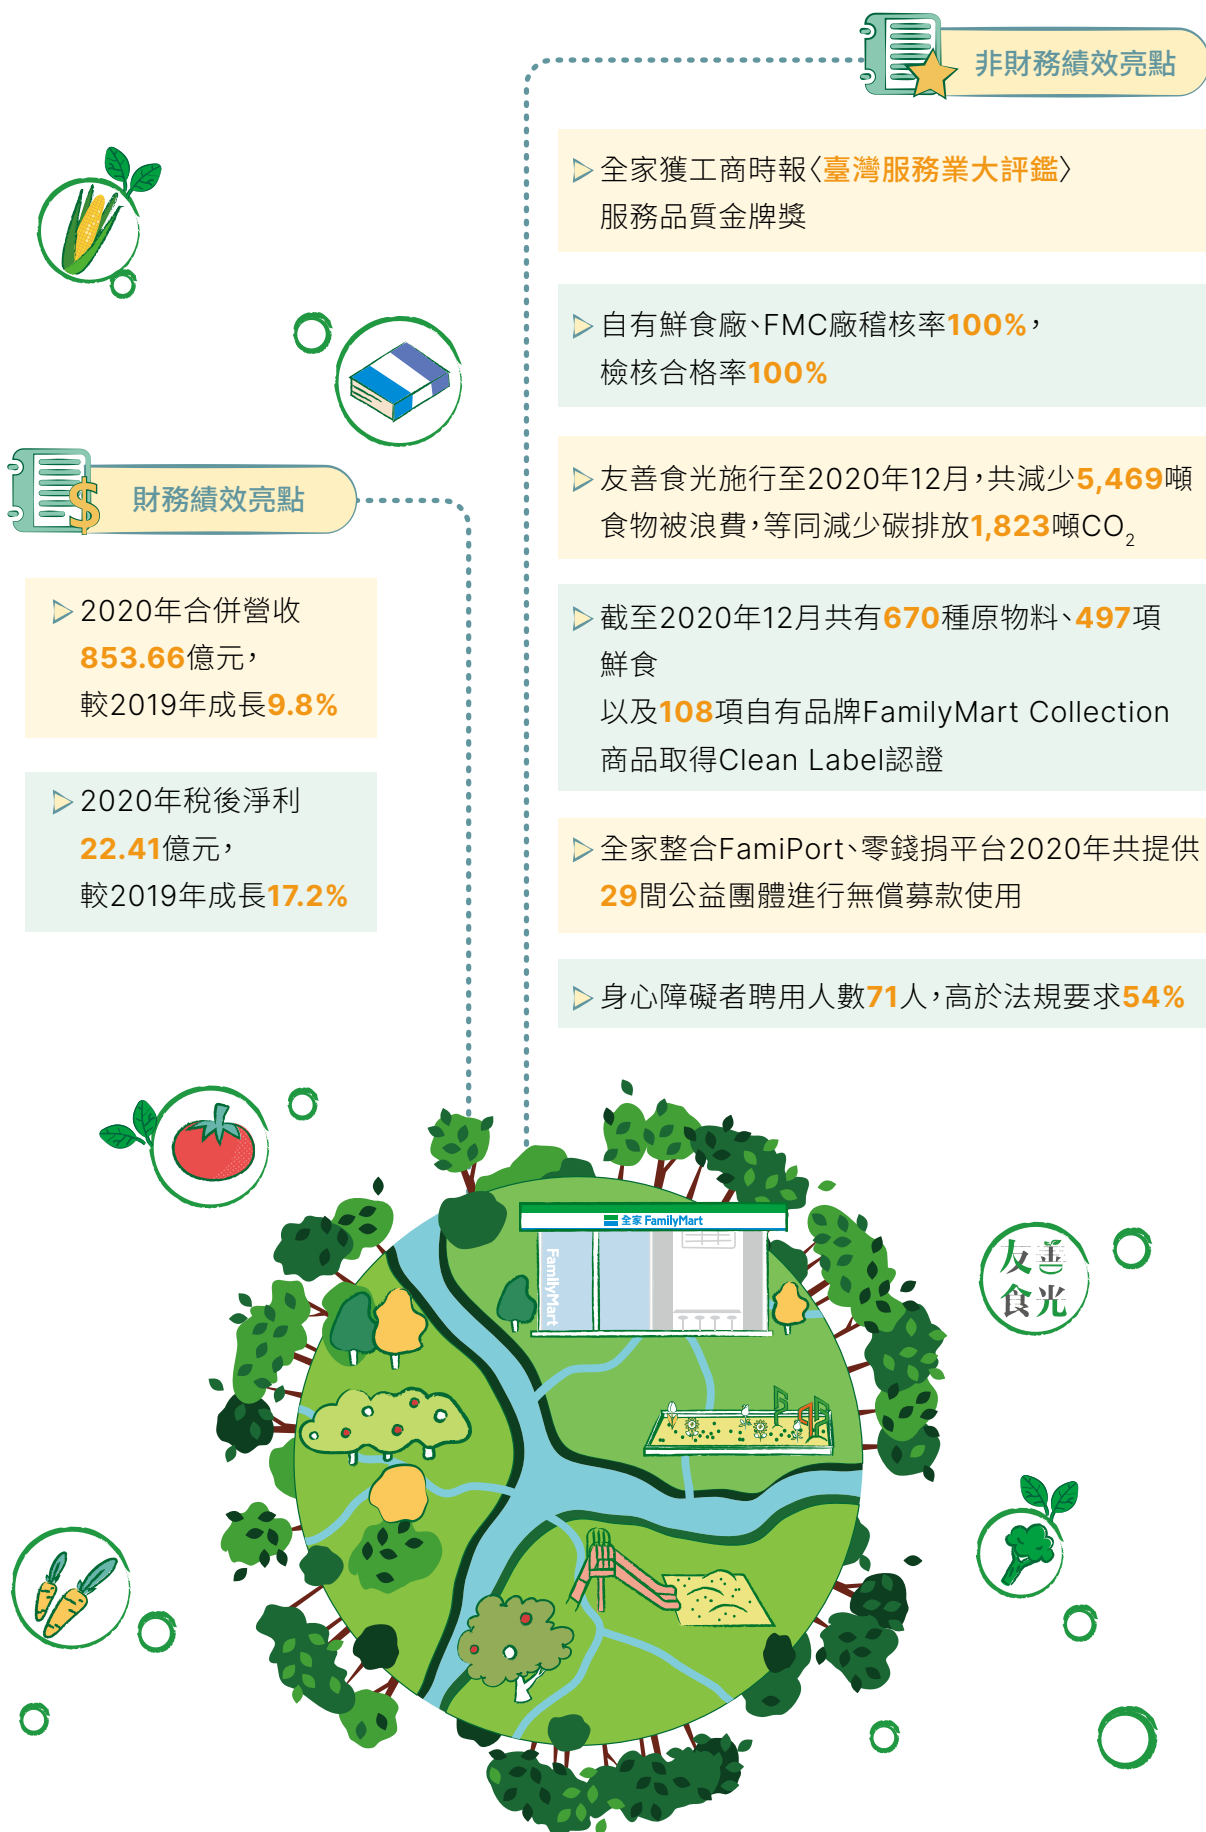 非財務績效亮點
全家獲工商時報〈臺灣服務業大評鑑〉
服務品質金牌獎
自有鮮食廠、FMC廠稽核率100%，
檢核合格率100%
友善食光施行至2020年12月，共減少5,469噸
食物被浪費，等同減少碳排放1,823噸CO₂
截至2020年12月共有670種原物料、497項
鮮食
以及108項自有品牌FamilyMart Collection
商品取得Clean Label認證
全家整合FamiPort、零錢捐平台2020年共提供
29間公益團體進行無償募款使用
身心障礙者聘用人數71人，高於法規要求54%
財務績效亮點
2020年合併營收
853.66億元，
較2019年成長9.8%
2020年稅後淨利
22.41億元，
較2019年成長17.2%
$
全家 FamilyMart
FamilyMart
友善
食光